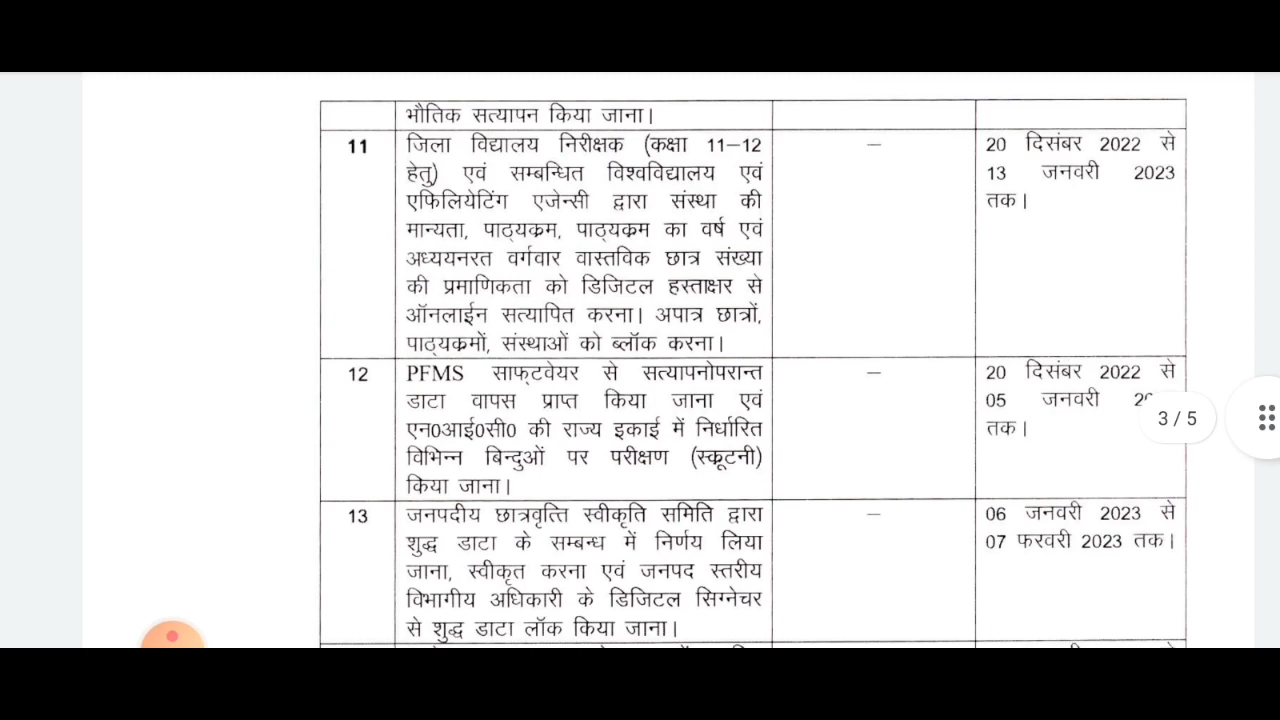 भौतिक सत्यापन किया जाना।
11
जिला विद्यालय निरीक्षक (कक्षा 11–12
हेतु) एवं सम्बन्धित विश्वविद्यालय एवं
एफिलियेटिंग एजेन्सी द्वारा संस्था की
मान्यता, पाठ्यक्रम, पाठ्यक्रम का वर्ष एवं
अध्ययनरत वर्गवार वास्तविक छात्र संख्या
की प्रमाणिकता को डिजिटल हस्ताक्षर से
ऑनलाईन सत्यापित करना। अपात्र छात्रों,
पाठ्यक्रमों, संस्थाओं को ब्लॉक करना।
–
20 दिसंबर 2022 से
13 जनवरी 2023
तक।
12
PFMS साफ्टवेयर से सत्यापनोपरान्त
डाटा वापस प्राप्त किया जाना एवं
एन0आई0सी0 की राज्य इकाई में निर्धारित
विभिन्न बिन्दुओं पर परीक्षण (स्क्रूटनी)
किया जाना।
–
20 दिसंबर 2022 से
05 जनवरी
तक।
3 / 5
13
जनपदीय छात्रवृत्ति स्वीकृति समिति द्वारा
शुद्ध डाटा के सम्बन्ध में निर्णय लिया
जाना, स्वीकृत करना एवं जनपद स्तरीय
विभागीय अधिकारी के डिजिटल सिग्नेचर
से शुद्ध डाटा लॉक किया जाना।
–
06 जनवरी 2023 से
07 फरवरी 2023 तक।